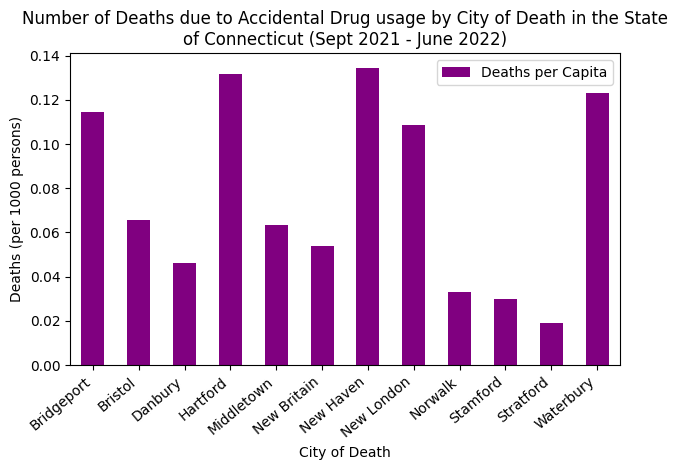 Number of Deaths due to Accidental Drug usage by City of Death in the State
of Connecticut (Sept 2021 - June 2022)
Deaths per Capita
Deaths (per 1000 persons)
0.14
0.12
0.10
0.08
0.06
0.04
0.02
0.00
Bridgeport
Bristol
Danbury
Hartford
Middletown
New Britain
New Haven
New London
Norwalk
Stamford
Stratford
Waterbury
City of Death